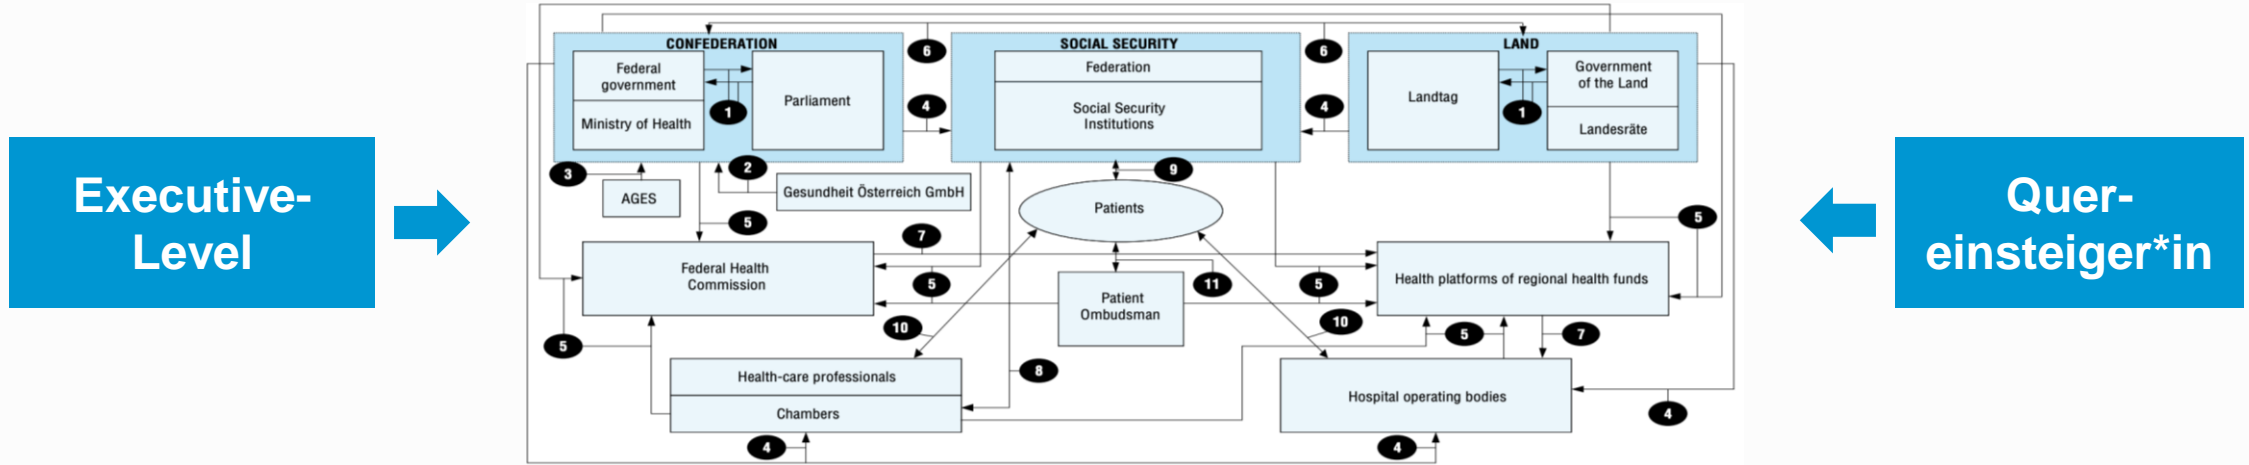 Executive-
Level
CONFEDERATION
Federal
government
Ministry of Health
1
Parliament
6
4
SOCIAL SECURITY
Federation
Social Security
Institutions
6
4
LAND
Landtag
1
Government
of the Land
Landesräte
3
AGES
2
Gesundheit Österreich GmbH
5
9
Patients
5
7
Federal Health
Commission
5
11
Patient
Ombudsman
5
Health platforms of regional health funds
10
10
5
5
7
8
Health-care professionals
Chambers
4
Hospital operating bodies
4
4
Quer-
einsteiger*in